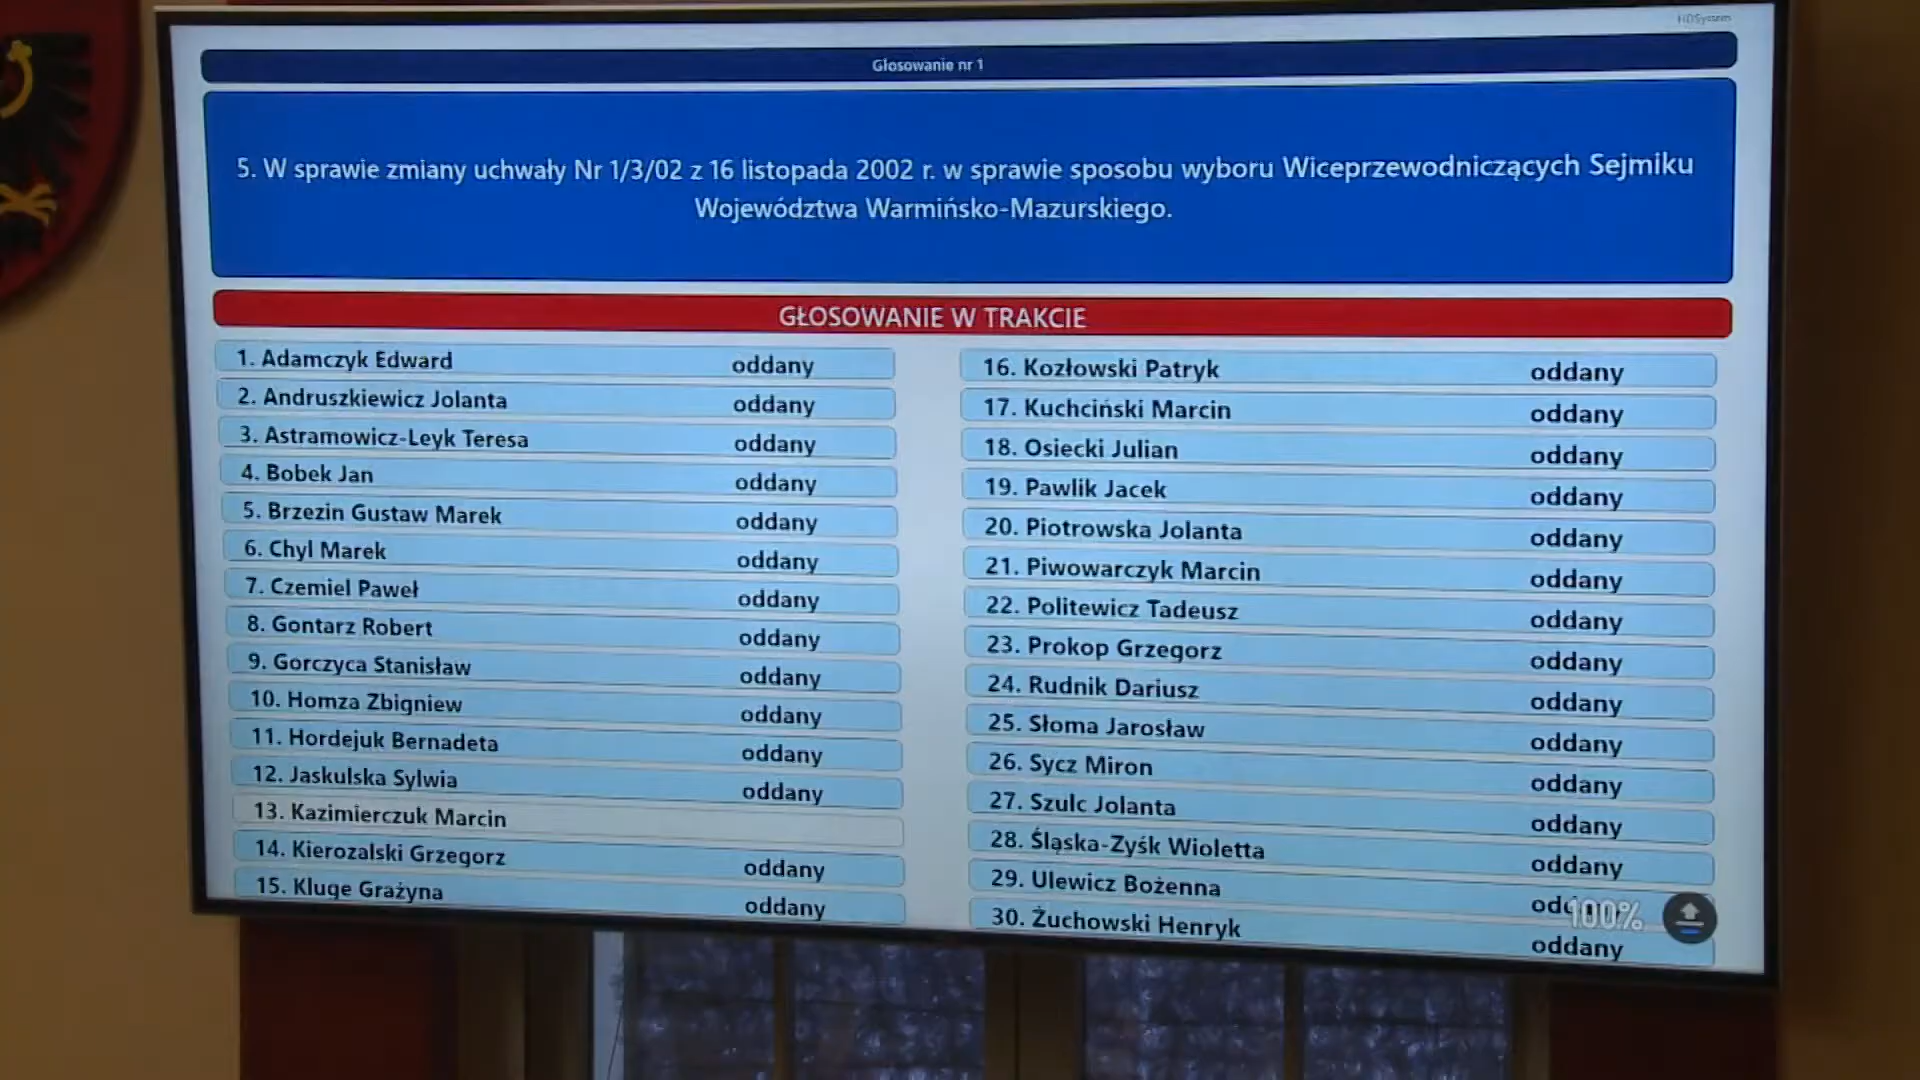 HDSystem
Głosowanie nr 1
5. W sprawie zmiany uchwały Nr 1/3/02 z 16 listopada 2002 r. w sprawie sposobu wyboru Wiceprzewodniczących Sejmiku
Województwa Warmińsko-Mazurskiego.
GŁOSOWANIE W TRAKCIE
1. Adamczyk Edward oddany
2. Andruszkiewicz Jolanta oddany
3. Astramowicz-Leyk Teresa oddany
4. Bobek Jan oddany
5. Brzezin Gustaw Marek oddany
6. Chyl Marek oddany
7. Czemiel Paweł oddany
8. Gontarz Robert oddany
9. Gorczyca Stanisław oddany
10. Homza Zbigniew oddany
11. Hordejuk Bernadeta oddany
12. Jaskulska Sylwia oddany
13. Kazimierczuk Marcin
14. Kierozalski Grzegorz oddany
15. Kluge Grażyna oddany
16. Kozłowski Patryk oddany
17. Kuchciński Marcin oddany
18. Osiecki Julian oddany
19. Pawlik Jacek oddany
20. Piotrowska Jolanta oddany
21. Piwowarczyk Marcin oddany
22. Politewicz Tadeusz oddany
23. Prokop Grzegorz oddany
24. Rudnik Dariusz oddany
25. Słoma Jarosław oddany
26. Sycz Miron oddany
27. Szulc Jolanta oddany
28. Śląska-Zyśk Wioletta oddany
29. Ulewicz Bożenna
100%
30. Żuchowski Henryk oddany